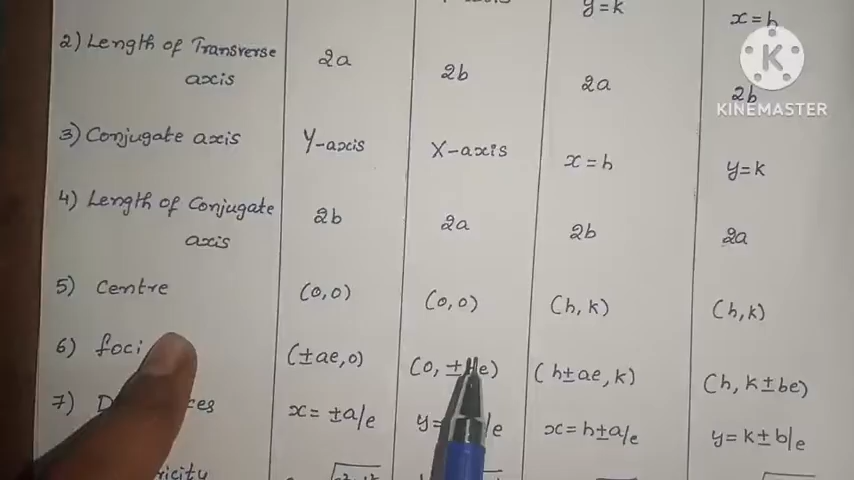 y=k
x=h
2) Length of Transverse axis 2a 2b 2a 2b
3) Conjugate axis Y-axis X-axis x=h y=k
4) Length of Conjugate axis 2b 2a 2b 2a
5) Centre (0,0) (0,0) (h,k) (h,k)
6) foci (±ae,0) (0,± e) (h±ae,k) (h,k±be)
7) x=±a/e y= /e x=h±a/e y=k±b/e
K
KINEMASTER